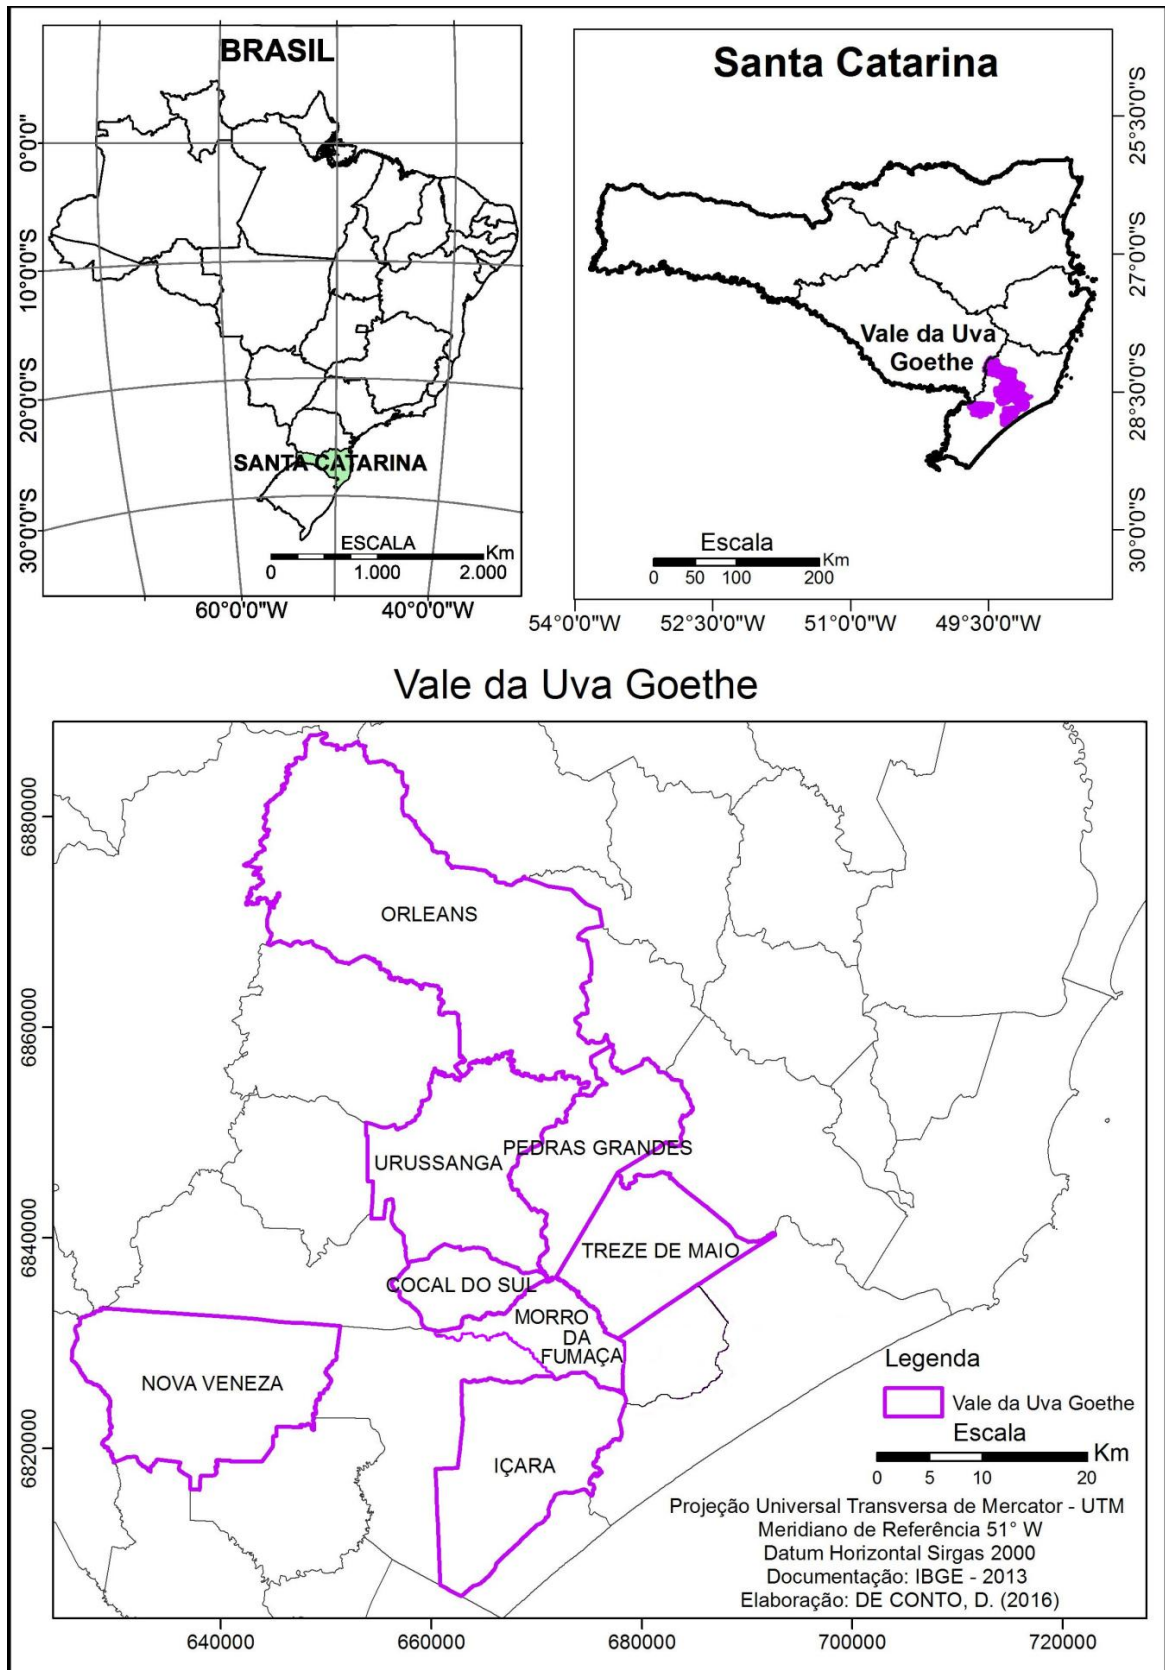 BRASIL
0°0'0"
10°0'0"S
20°0'0"S
30°0'0"S
SANTA CATARINA
ESCALA
Km
0 1.000 2.000
60°0'0"W 40°0'0"W
Santa Catarina
25°30'0"S
27°0'0"S
28°30'0"S
30°0'0"S
Vale da Uva
Goethe
Escala
Km
0 50 100 200
54°0'0"W 52°30'0"W 51°0'0"W 49°30'0"W
Vale da Uva Goethe
6880000
6860000
6840000
6820000
ORLEANS
PEDRAS GRANDES
URUSSANGA
TREZE DE MAIO
COCAL DO SUL
MORRO
DA
FUMAÇA
NOVA VENEZA
IÇARA
Legenda
Vale da Uva Goethe
Escala
Km
0 5 10 20
Projeção Universal Transversa de Mercator - UTM
Meridiano de Referência 51° W
Datum Horizontal Sirgas 2000
Documentação: IBGE - 2013
Elaboração: DE CONTO, D. (2016)
640000 660000 680000 700000 720000